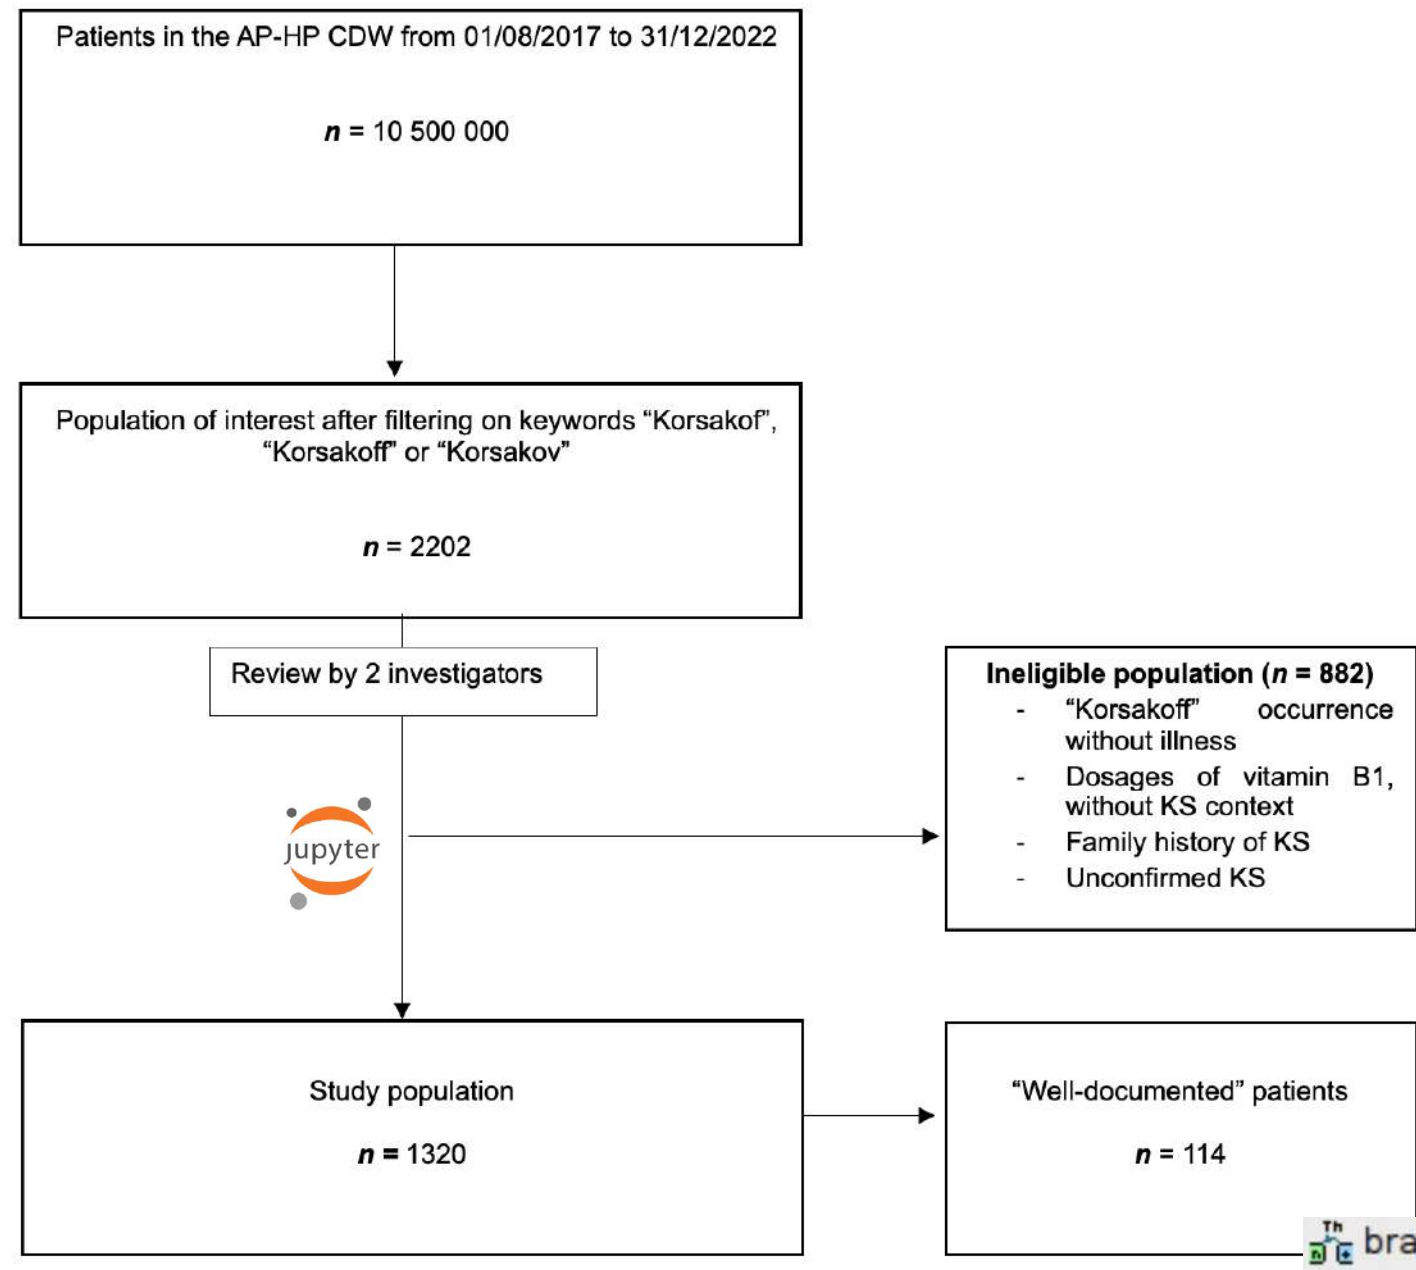 Patients in the AP-HP CDW from 01/08/2017 to 31/12/2022
n = 10 500 000
Population of interest after filtering on keywords “Korsakof”,
“Korsakoff” or “Korsakov”
n = 2202
Review by 2 investigators
Ineligible population (n = 882)
- “Korsakoff” occurrence
without illness
- Dosages of vitamin B1,
without KS context
- Family history of KS
- Unconfirmed KS
jupyter
Study population
n = 1320
“Well-documented” patients
n = 114
Th
n e bra